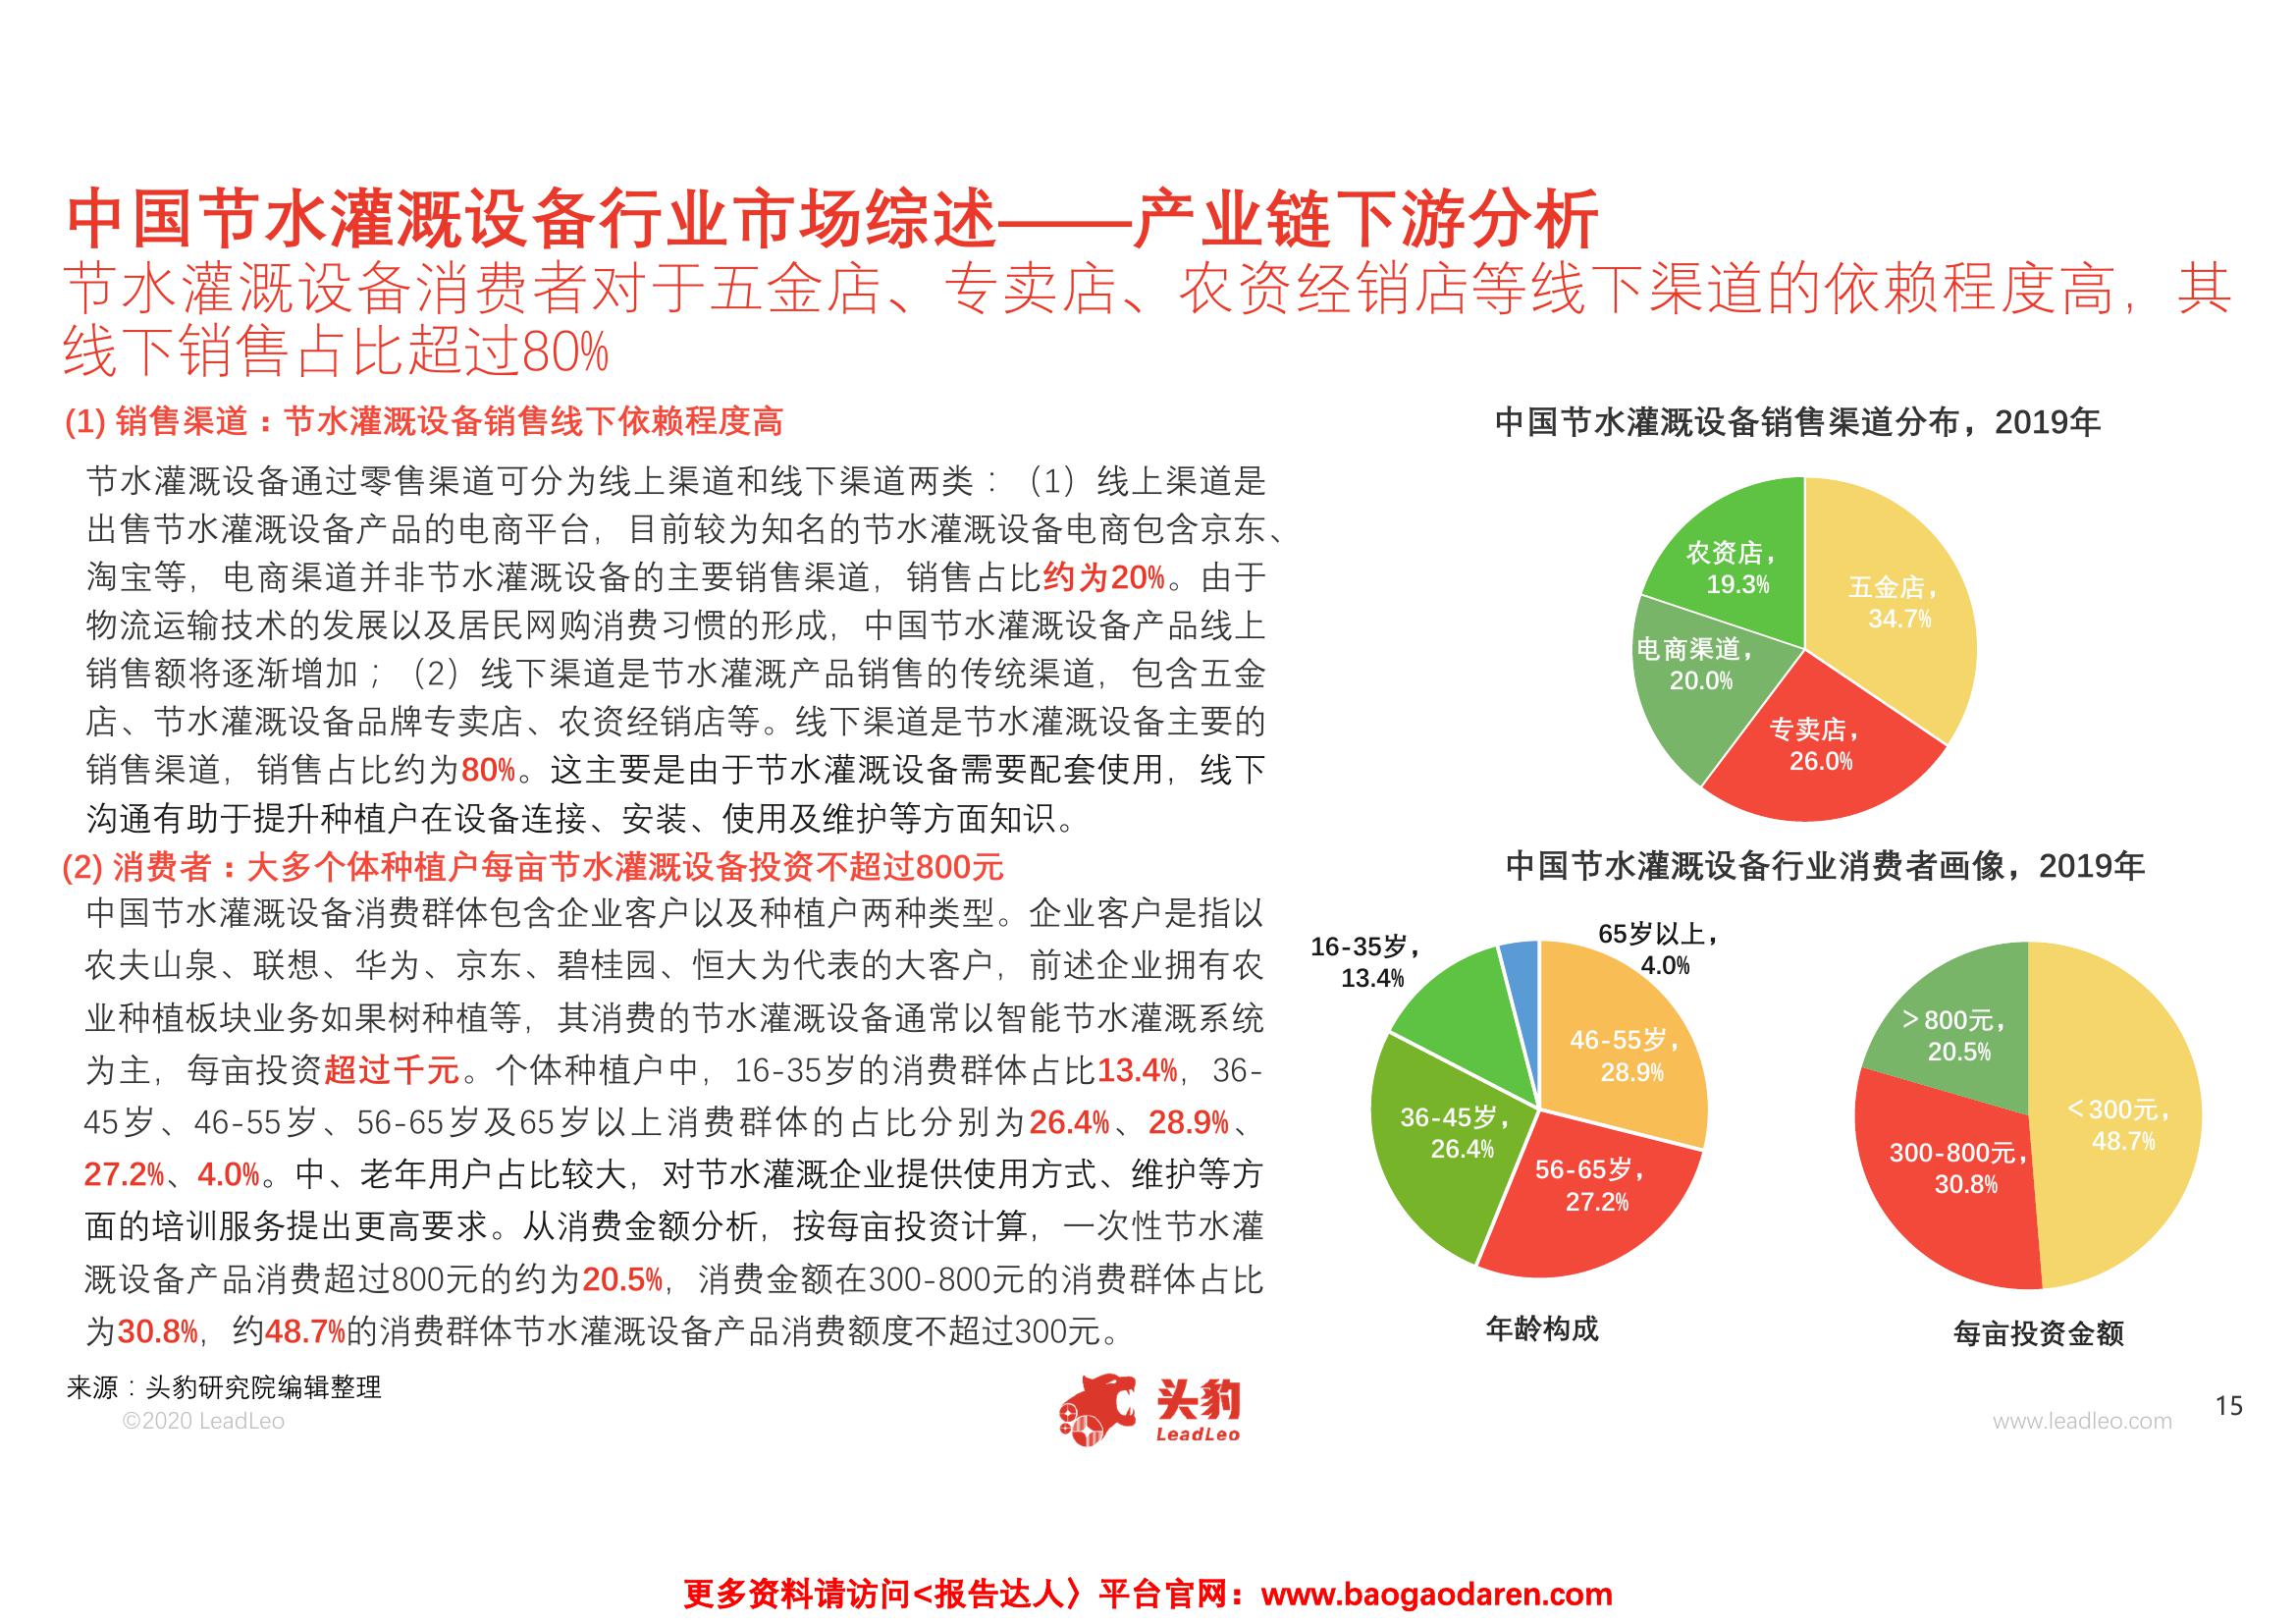 中国节水灌溉设备行业市场综述——产业链下游分析
节水灌溉设备消费者对于五金店、专卖店、农资经销店等线下渠道的依赖程度高，其
线下销售占比超过80%
(1) 销售渠道：节水灌溉设备销售线下依赖程度高
节水灌溉设备通过零售渠道可分为线上渠道和线下渠道两类：（1）线上渠道是
出售节水灌溉设备产品的电商平台，目前较为知名的节水灌溉设备电商包含京东、
淘宝等，电商渠道并非节水灌溉设备的主要销售渠道，销售占比约为20%。由于
物流运输技术的发展以及居民网购消费习惯的形成，中国节水灌溉设备产品线上
销售额将逐渐增加；（2）线下渠道是节水灌溉产品销售的传统渠道，包含五金
店、节水灌溉设备品牌专卖店、农资经销店等。线下渠道是节水灌溉设备主要的
销售渠道，销售占比约为80%。这主要是由于节水灌溉设备需要配套使用，线下
沟通有助于提升种植户在设备连接、安装、使用及维护等方面知识。
(2) 消费者：大多个体种植户每亩节水灌溉设备投资不超过800元
中国节水灌溉设备消费群体包含企业客户以及种植户两种类型。企业客户是指以
农夫山泉、联想、华为、京东、碧桂园、恒大为代表的大客户，前述企业拥有农
业种植板块业务如果树种植等，其消费的节水灌溉设备通常以智能节水灌溉系统
为主，每亩投资超过千元。个体种植户中，16-35岁的消费群体占比13.4%，36-
45岁、46-55岁、56-65岁及65岁以上消费群体的占比分别为26.4%、28.9%、
27.2%、4.0%。中、老年用户占比较大，对节水灌溉企业提供使用方式、维护等方
面的培训服务提出更高要求。从消费金额分析，按每亩投资计算，一次性节水灌
溉设备产品消费超过800元的约为20.5%，消费金额在300-800元的消费群体占比
为30.8%，约48.7%的消费群体节水灌溉设备产品消费额度不超过300元。
中国节水灌溉设备销售渠道分布，2019年
农资店，
19.3%
五金店，
34.7%
电商渠道，
20.0%
专卖店，
26.0%
中国节水灌溉设备行业消费者画像，2019年
16-35岁，
13.4%
65岁以上，
4.0%
46-55岁，
28.9%
36-45岁，
26.4%
56-65岁，
27.2%
年龄构成
＞800元，
20.5%
＜300元，
48.7%
300-800元，
30.8%
每亩投资金额
来源：头豹研究院编辑整理
©2020 LeadLeo
头豹
LeadLeo
www.leadleo.com
15
更多资料请访问<报告达人〉平台官网：www.baogaodaren.com